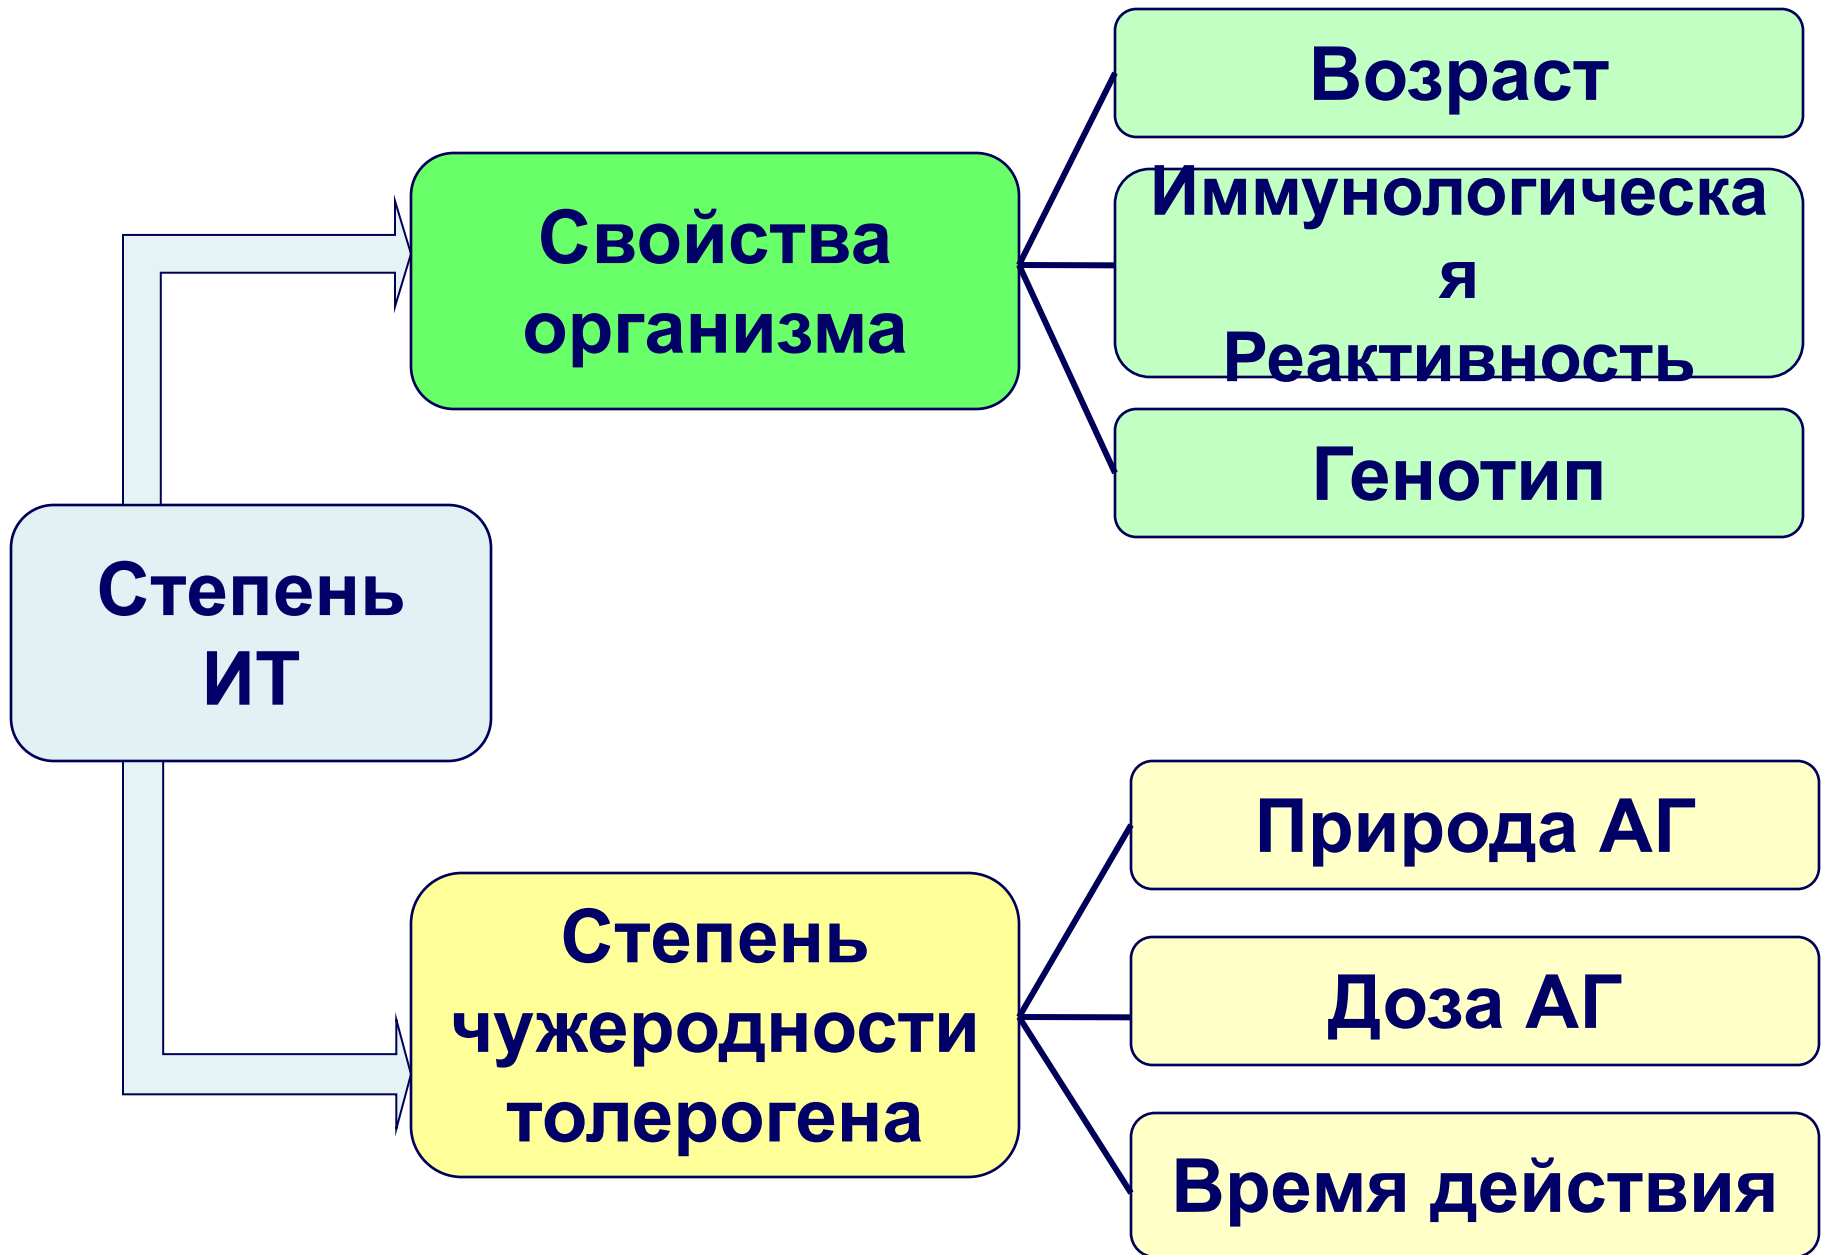 Возраст
Иммунологическа
я
Реактивность
Генотип
Свойства
организма
Степень
ИТ
Степень
чужеродности
толерогена
Природа АГ
Доза АГ
Время действия